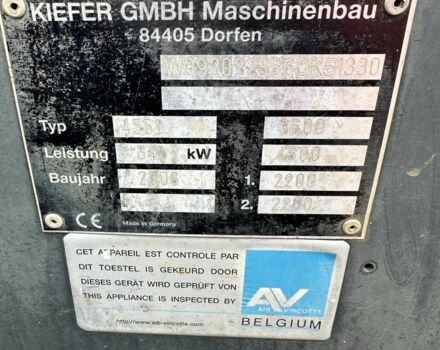 KIEFER GMBH Maschinenbau
84405 Dorfen
Typ 3600
Leistung kW 4600
Baujahr 1. 2200
2. 2200
CE Made in Germany
CET APPAREIL EST CONTROLE PAR
DIT TOESTEL IS GEKEURD DOOR
DIESES GERÄT WIRD GEPRÜFT VON
THIS APPLIANCE IS INSPECTED BY
AV
AIB-VINCOTTE
http://www.aib-vincotte.com BELGIUM